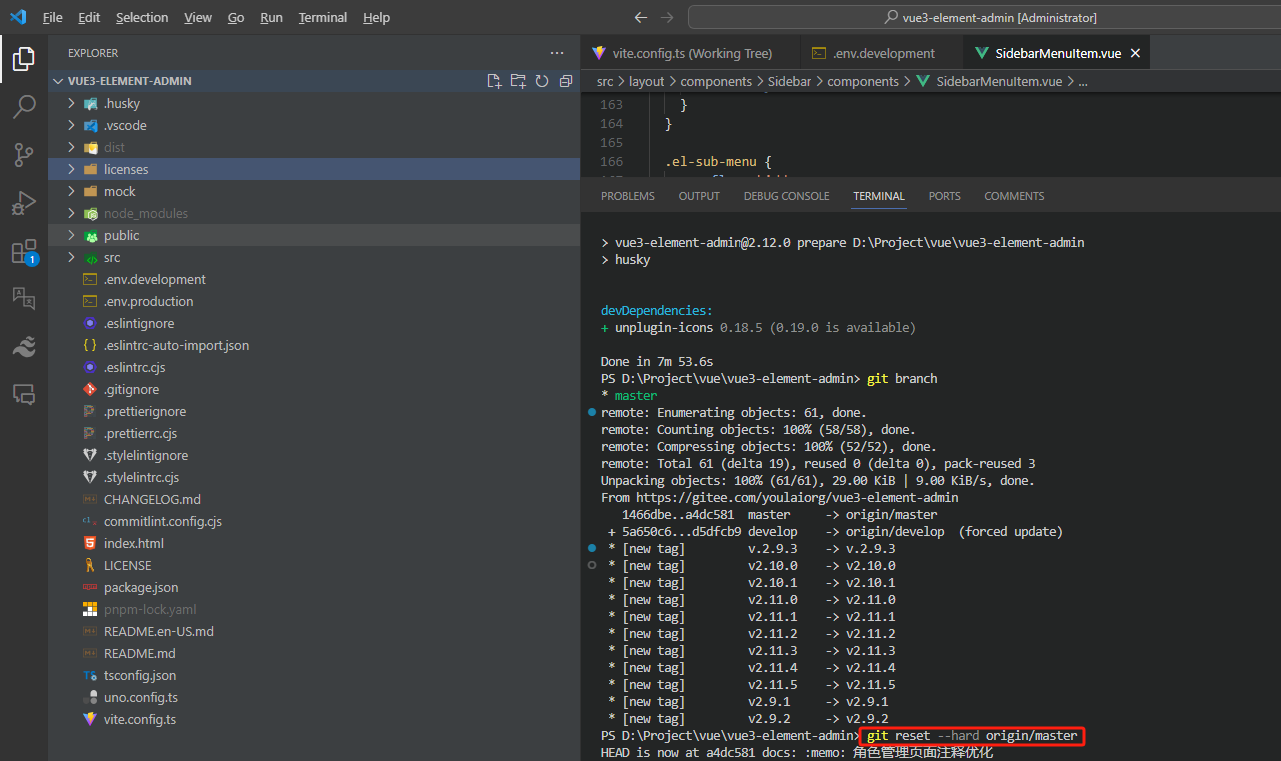 File Edit Selection View Go Run Terminal Help
vue3-element-admin [Administrator]
EXPLORER
VUE3-ELEMENT-ADMIN
.husky
.vscode
dist
licenses
mock
node_modules
public
src
.env.development
.env.production
.eslintignore
.eslintrc-auto-import.json
.eslintrc.cjs
.gitignore
.prettierignore
.prettierrc.cjs
.stylelintignore
.stylelintrc.cjs
CHANGELOG.md
commitlint.config.cjs
index.html
LICENSE
package.json
pnpm-lock.yaml
README.en-US.md
README.md
tsconfig.json
uno.config.ts
vite.config.ts
1
vite.config.ts (Working Tree) .env.development SidebarMenuItem.vue
src > layout > components > Sidebar > components > SidebarMenuItem.vue > ...
163 }
164 }
165
166 .el-sub-menu {
PROBLEMS OUTPUT DEBUG CONSOLE TERMINAL PORTS COMMENTS
> vue3-element-admin@2.12.0 prepare D:\Project\vue\vue3-element-admin
> husky
devDependencies:
+ unplugin-icons 0.18.5 (0.19.0 is available)
Done in 7m 53.6s
PS D:\Project\vue\vue3-element-admin> git branch
* master
remote: Enumerating objects: 61, done.
remote: Counting objects: 100% (58/58), done.
remote: Compressing objects: 100% (52/52), done.
remote: Total 61 (delta 19), reused 0 (delta 0), pack-reused 3
Unpacking objects: 100% (61/61), 29.00 KiB | 9.00 KiB/s, done.
From https://gitee.com/youlaiorg/vue3-element-admin
1466dbe..a4dc581 master -> origin/master
+ 5a650c6...d5dfcb9 develop -> origin/develop (forced update)
* [new tag] v.2.9.3 -> v.2.9.3
* [new tag] v2.10.0 -> v2.10.0
* [new tag] v2.10.1 -> v2.10.1
* [new tag] v2.11.0 -> v2.11.0
* [new tag] v2.11.1 -> v2.11.1
* [new tag] v2.11.2 -> v2.11.2
* [new tag] v2.11.3 -> v2.11.3
* [new tag] v2.11.4 -> v2.11.4
* [new tag] v2.11.5 -> v2.11.5
* [new tag] v2.9.1 -> v2.9.1
* [new tag] v2.9.2 -> v2.9.2
PS D:\Project\vue\vue3-element-admin> git reset --hard origin/master
HEAD is now at a4dc581 docs: :memo: 角色管理页面注释优化